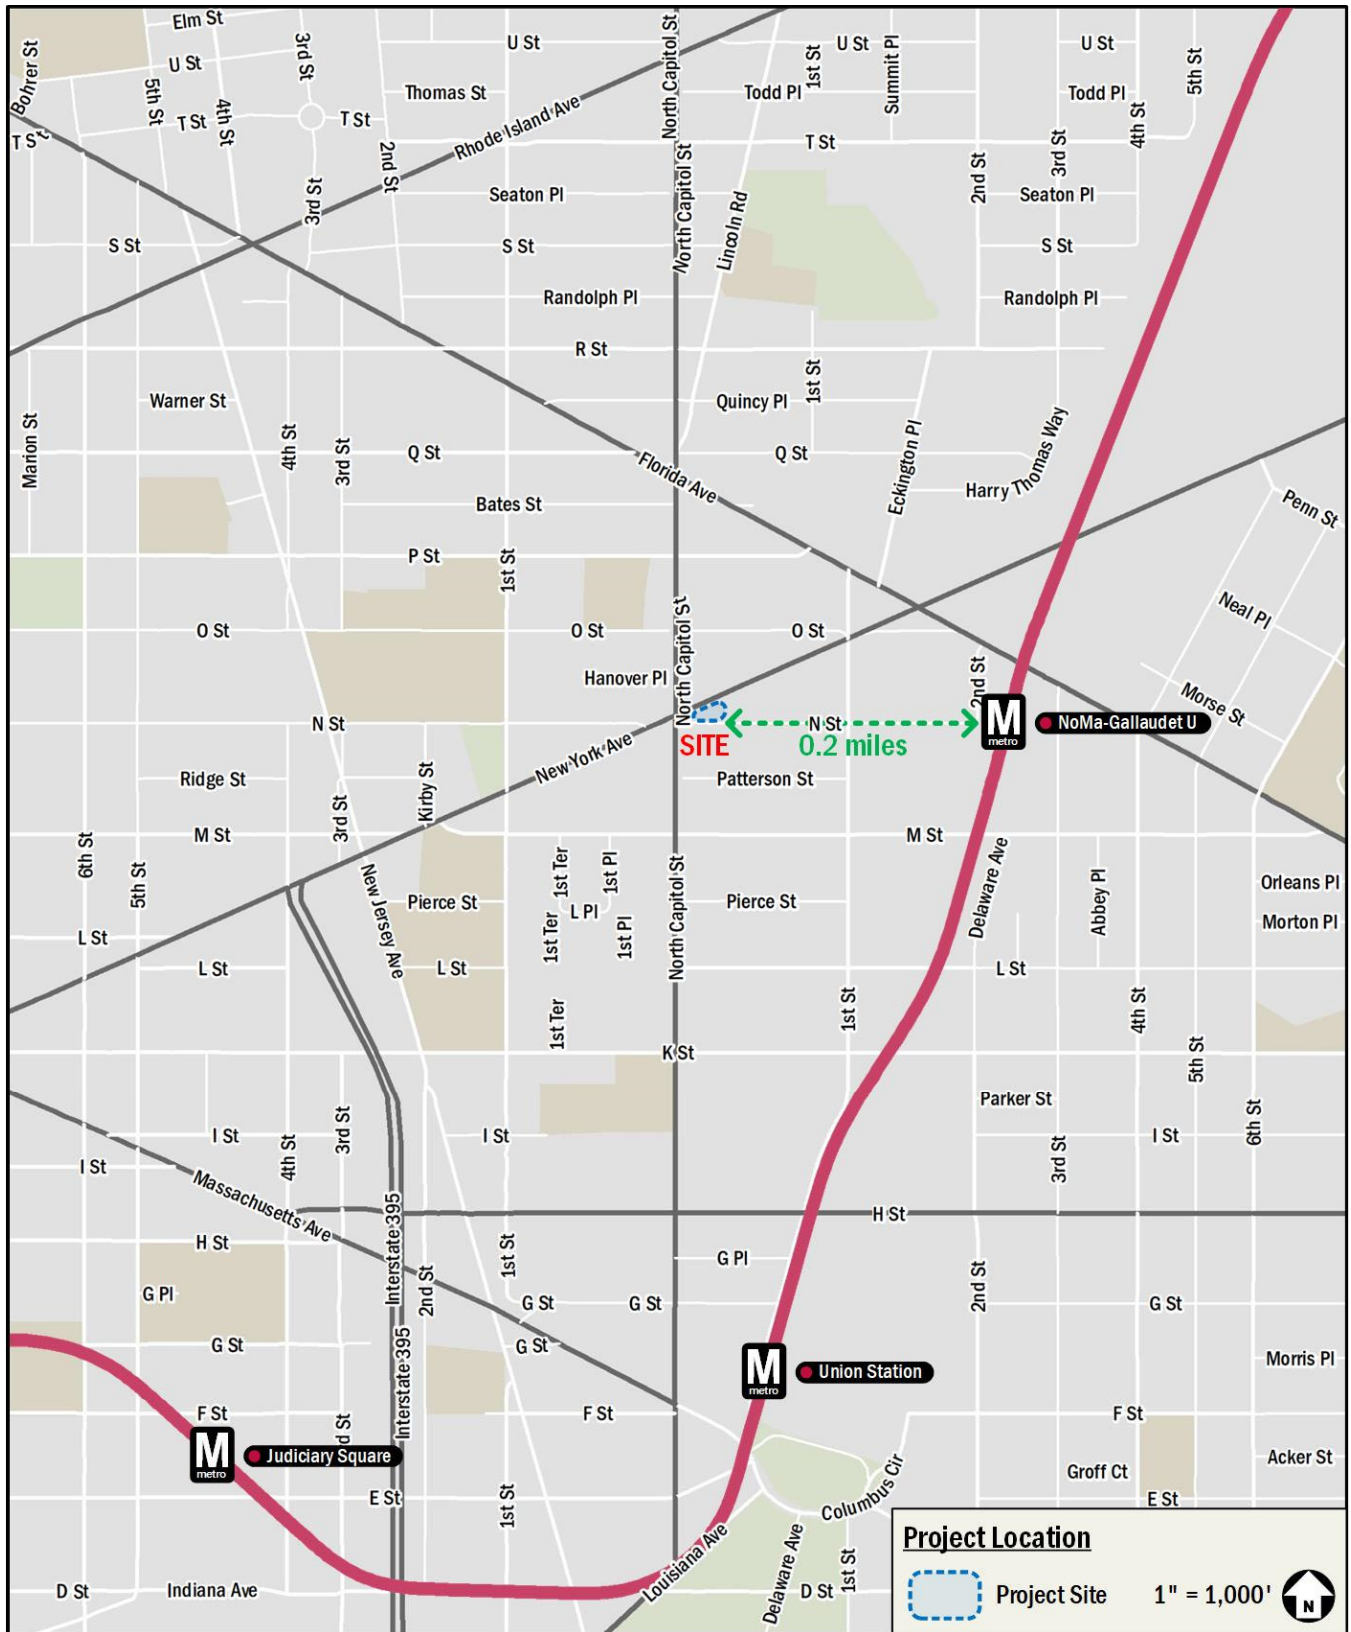 Elm St
U St
U St
U St
Bohrer St
3rd St
North Capitol St
1st St
Summit Pl
5th St
U St
5th St
4th St
Thomas St
Todd Pl
Todd Pl
T St
T St
T St
Rhode Island Ave
T St
4th St
2nd St
3rd St
2nd St
3rd St
Seaton Pl
North Capitol St
Lincoln Rd
Seaton Pl
S St
S St
S St
Randolph Pl
Randolph Pl
R St
Warner St
Quincy Pl
1st St
Marion St
4th St
3rd St
Q St
Q St
Florida Ave
Eckington Pl
Harry Thomas Way
Bates St
Penn St
P St
1st St
North Capitol St
Neal Pl
O St
O St
O St
Hanover Pl
2nd St
Morse St
N St
N St
M
metro
NoMa-Gallaudet U
SITE
0.2 miles
New York Ave
Ridge St
Kirby St
Patterson St
3rd St
M St
M St
6th St
5th St
New Jersey Ave
1st Ter
1st Pl
North Capitol St
Delaware Ave
Abbey Pl
Orleans Pl
Pierce St
L Pl
Pierce St
Morton Pl
L St
1st Ter
1st Pl
L St
L St
L St
1st Ter
1st St
4th St
K St
5th St
Parker St
3rd St
I St
I St
I St
6th St
I St
4th St
3rd St
Massachusetts Ave
Interstate 395
H St
H St
1st St
G Pl
G Pl
2nd St
2nd St
G St
G St
G St
G St
G St
Interstate 395
Morris Pl
M
metro
Union Station
F St
F St
F St
M
metro
Judiciary Square
Groff Ct
Acker St
E St
1st St
Columbus Cir
E St
Louisiana Ave
Delaware Ave
1st St
D St
Indiana Ave
D St
Project Location
Project Site
1" = 1,000'
N